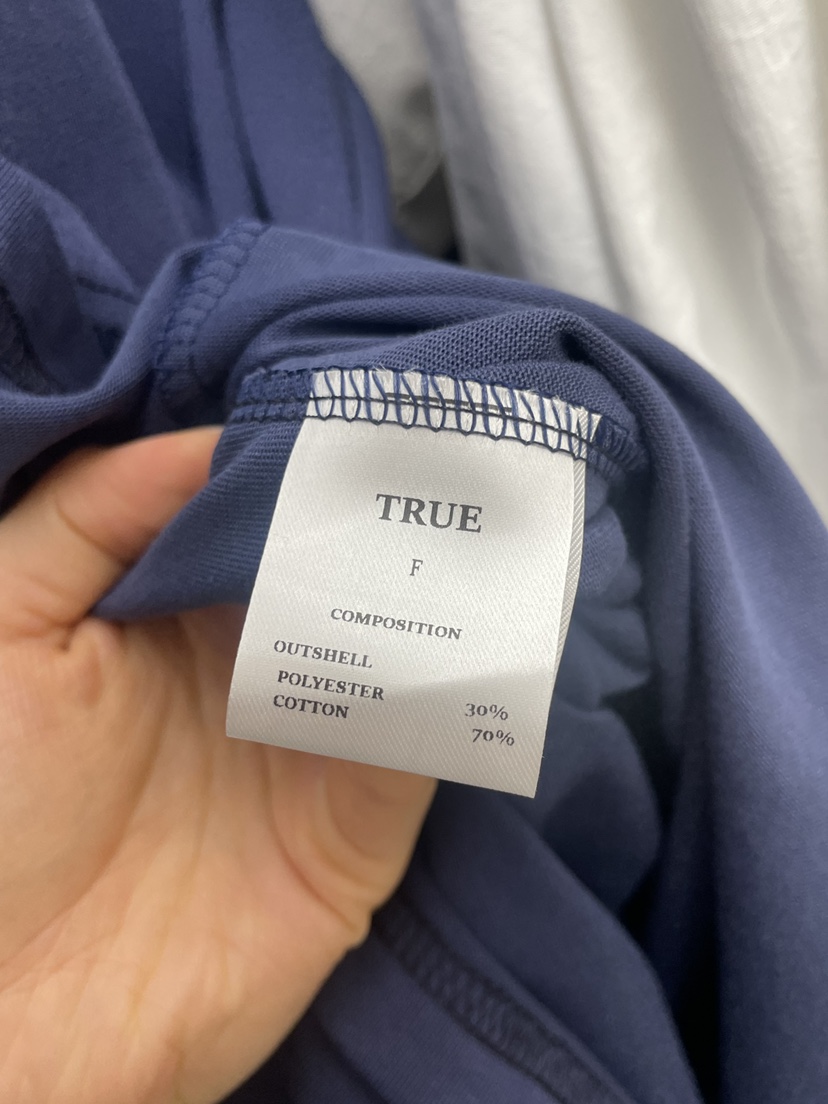 TRUE
F
COMPOSITION
OUTSHELL
POLYESTER 30%
COTTON 70%